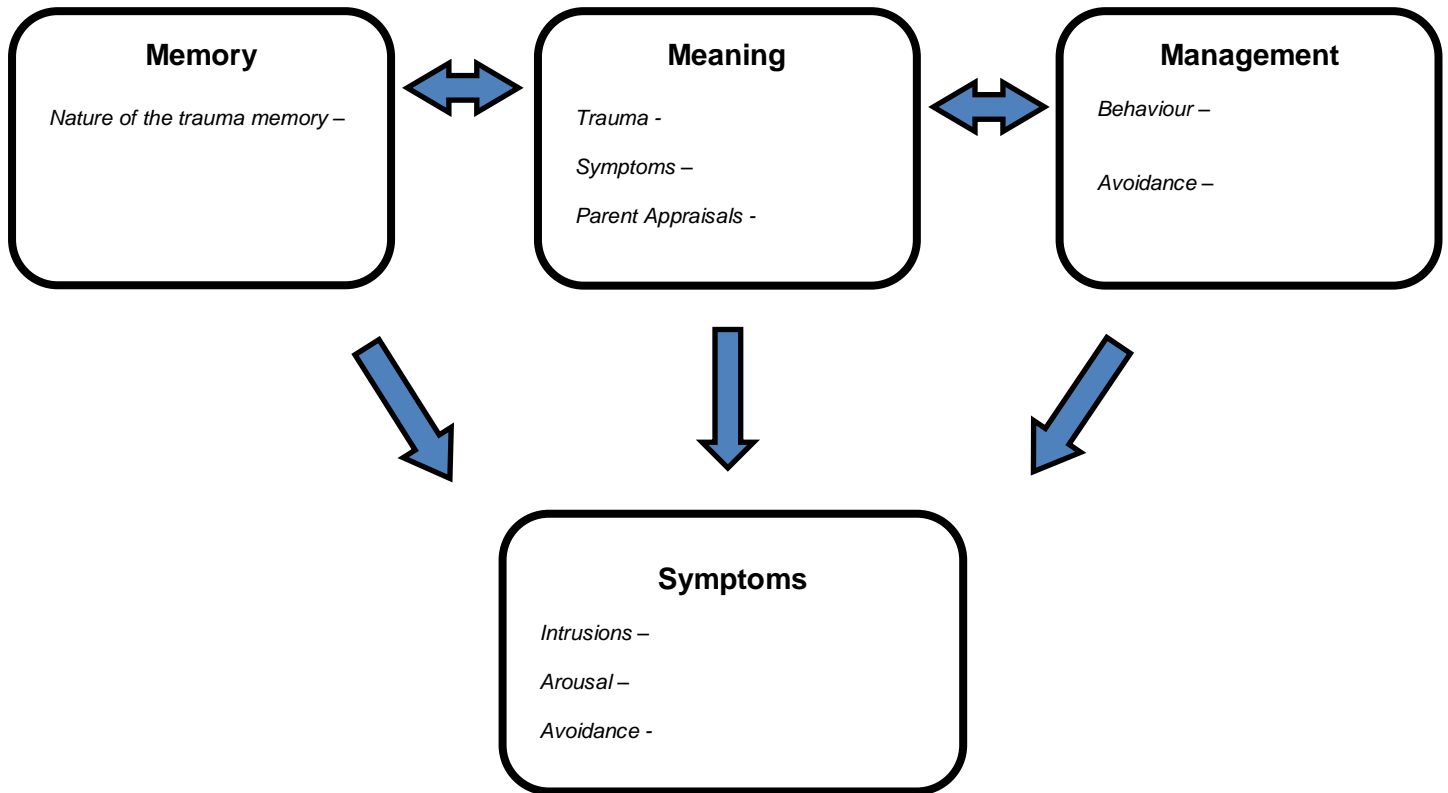 Memory
Nature of the trauma memory –
Meaning
Trauma -
Symptoms –
Parent Appraisals -
Management
Behaviour –
Avoidance –
Symptoms
Intrusions –
Arousal –
Avoidance -